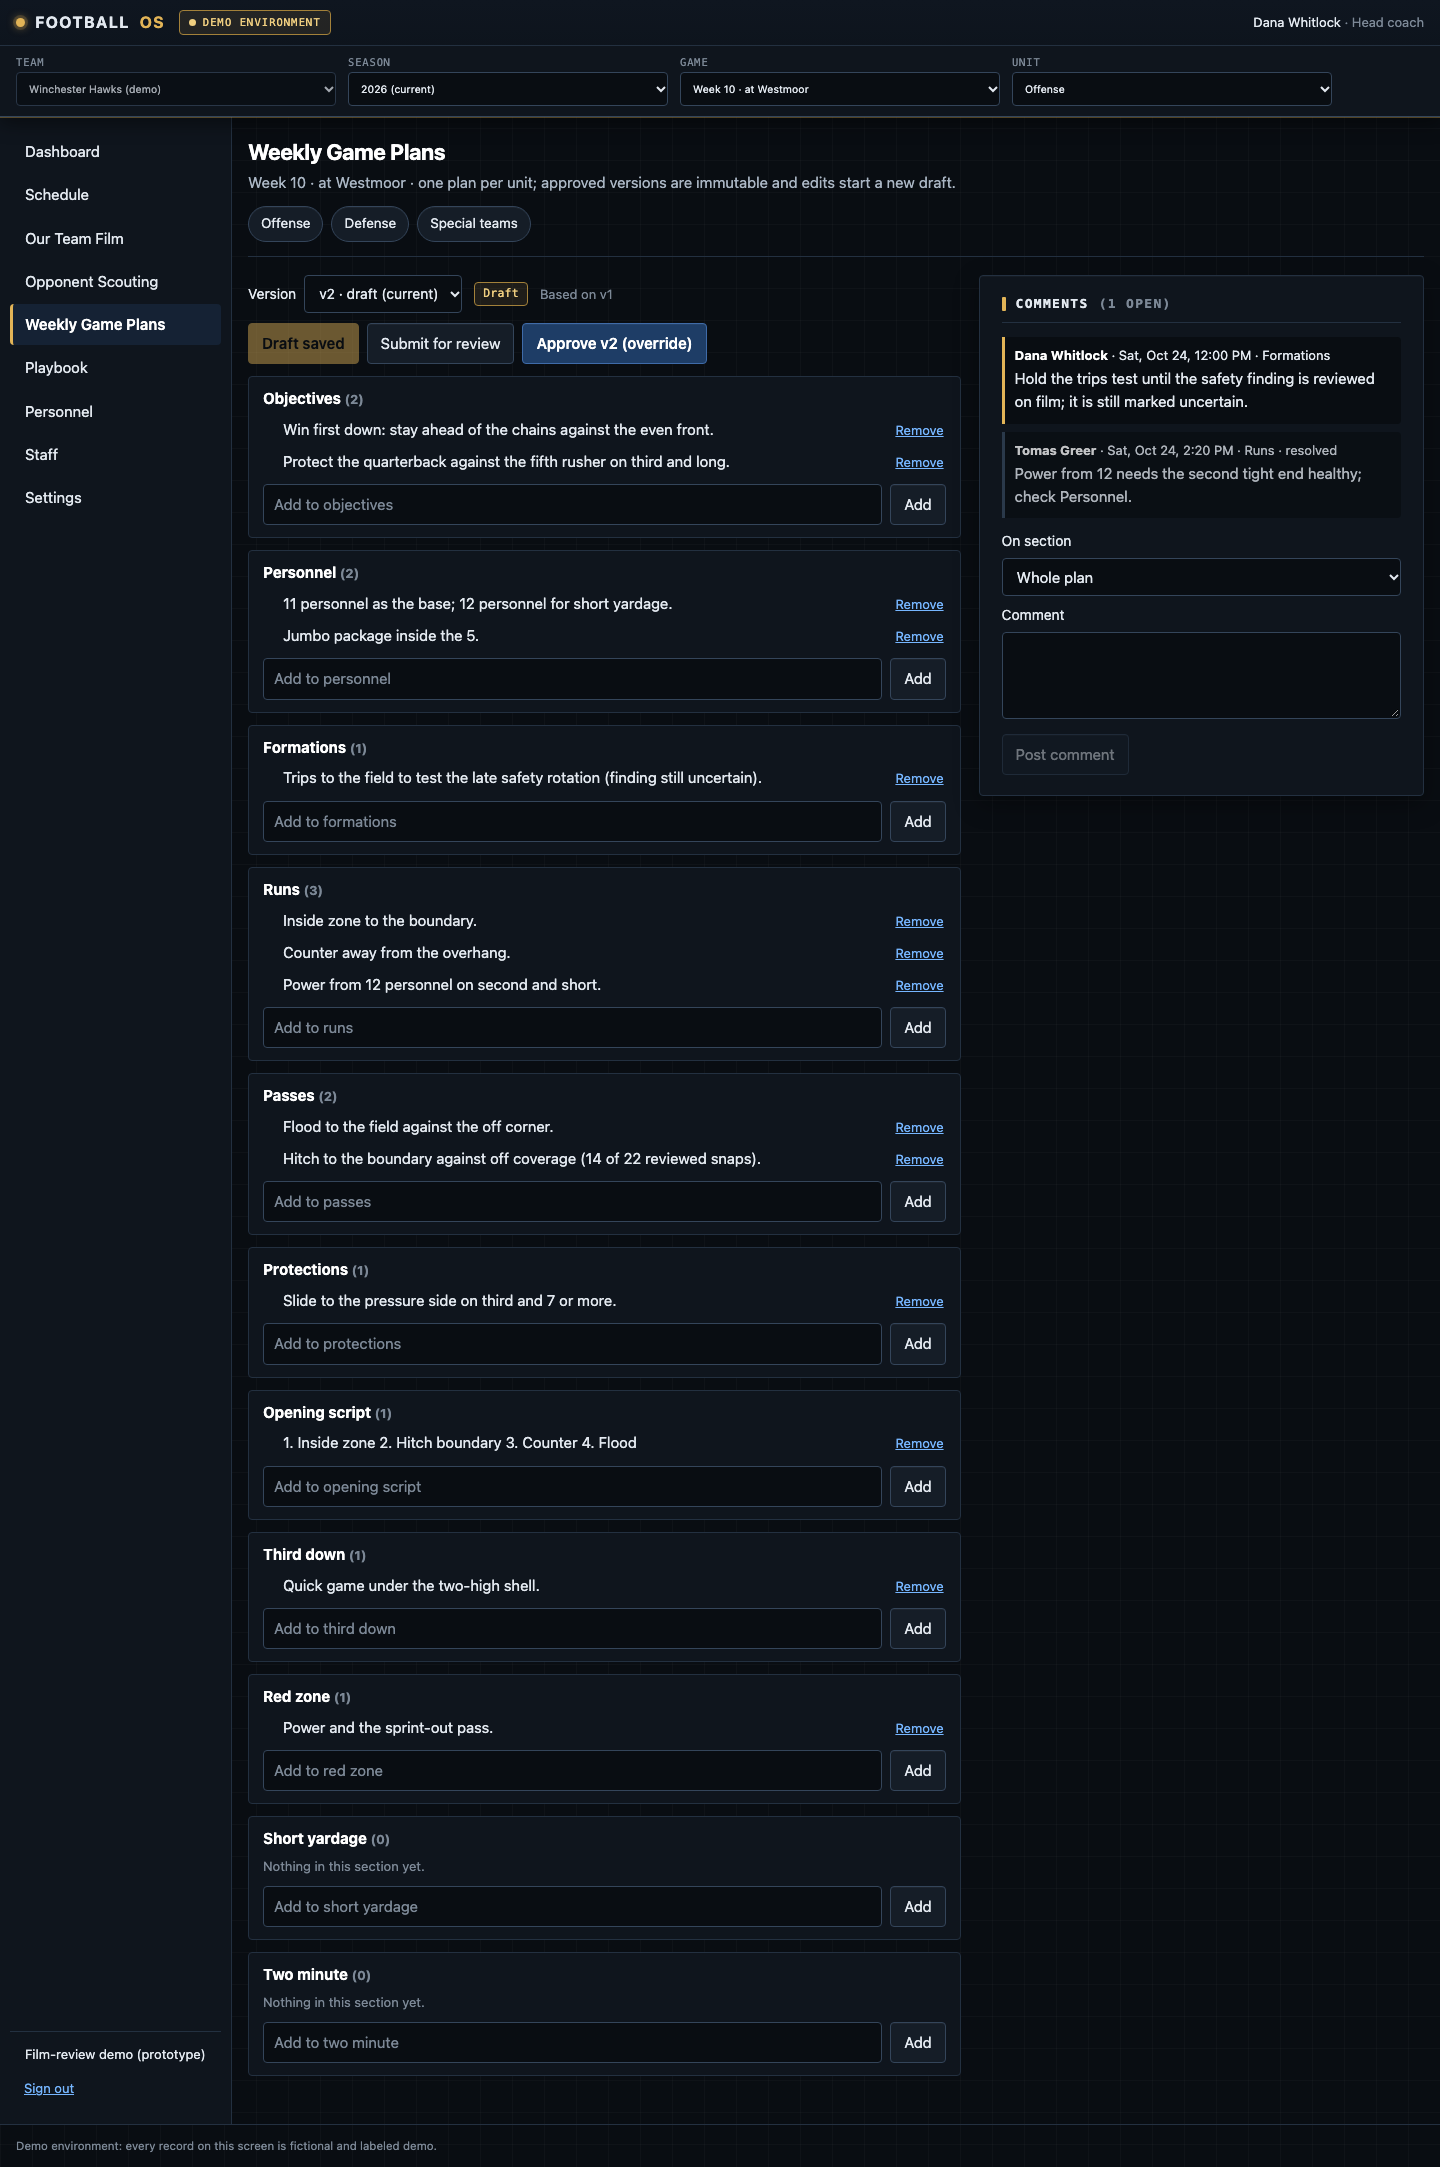 FOOTBALL OS
DEMO ENVIRONMENT
Dana Whitlock · Head coach
TEAM
Winchester Hawks (demo)
SEASON
2026 (current)
GAME
Week 10 · at Westmoor
UNIT
Offense
Dashboard
Schedule
Our Team Film
Opponent Scouting
Weekly Game Plans
Playbook
Personnel
Staff
Settings
Film-review demo (prototype)
Sign out
Weekly Game Plans
Week 10 · at Westmoor · one plan per unit; approved versions are immutable and edits start a new draft.
Offense
Defense
Special teams
Version
v2 · draft (current)
Draft
Based on v1
Draft saved
Submit for review
Approve v2 (override)
Objectives (2)
Win first down: stay ahead of the chains against the even front.
Remove
Protect the quarterback against the fifth rusher on third and long.
Remove
Add to objectives
Add
Personnel (2)
11 personnel as the base; 12 personnel for short yardage.
Remove
Jumbo package inside the 5.
Remove
Add to personnel
Add
Formations (1)
Trips to the field to test the late safety rotation (finding still uncertain).
Remove
Add to formations
Add
Runs (3)
Inside zone to the boundary.
Remove
Counter away from the overhang.
Remove
Power from 12 personnel on second and short.
Remove
Add to runs
Add
Passes (2)
Flood to the field against the off corner.
Remove
Hitch to the boundary against off coverage (14 of 22 reviewed snaps).
Remove
Add to passes
Add
Protections (1)
Slide to the pressure side on third and 7 or more.
Remove
Add to protections
Add
Opening script (1)
1. Inside zone 2. Hitch boundary 3. Counter 4. Flood
Remove
Add to opening script
Add
Third down (1)
Quick game under the two-high shell.
Remove
Add to third down
Add
Red zone (1)
Power and the sprint-out pass.
Remove
Add to red zone
Add
Short yardage (0)
Nothing in this section yet.
Add to short yardage
Add
Two minute (0)
Nothing in this section yet.
Add to two minute
Add
COMMENTS (1 OPEN)
Dana Whitlock · Sat, Oct 24, 12:00 PM · Formations
Hold the trips test until the safety finding is reviewed
on film; it is still marked uncertain.
Tomas Greer · Sat, Oct 24, 2:20 PM · Runs · resolved
Power from 12 needs the second tight end healthy;
check Personnel.
On section
Whole plan
Comment
Post comment
Demo environment: every record on this screen is fictional and labeled demo.